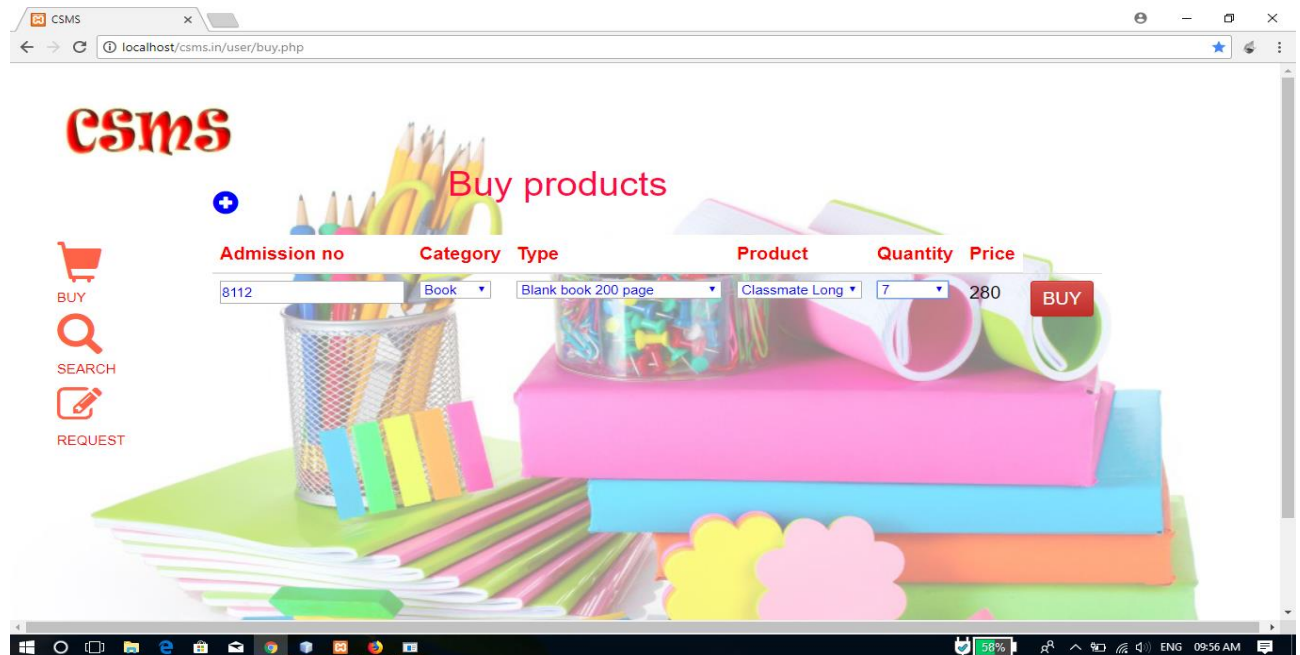 CSMS
localhost/csms.in/user/buy.php
CSMS
Buy products
Admission no Category Type Product Quantity Price
8112 Book Blank book 200 page Classmate Long 7 280 BUY
BUY
SEARCH
REQUEST
58% ENG 09:56 AM